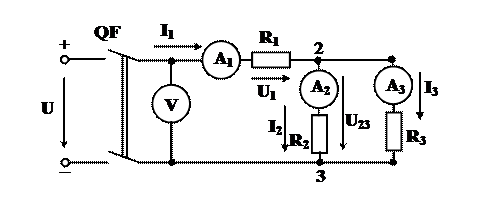 QF
I1
A1
R1
2
+
U
V
U1
A2
A3
I3
I2
R2
U23
R3
−
3